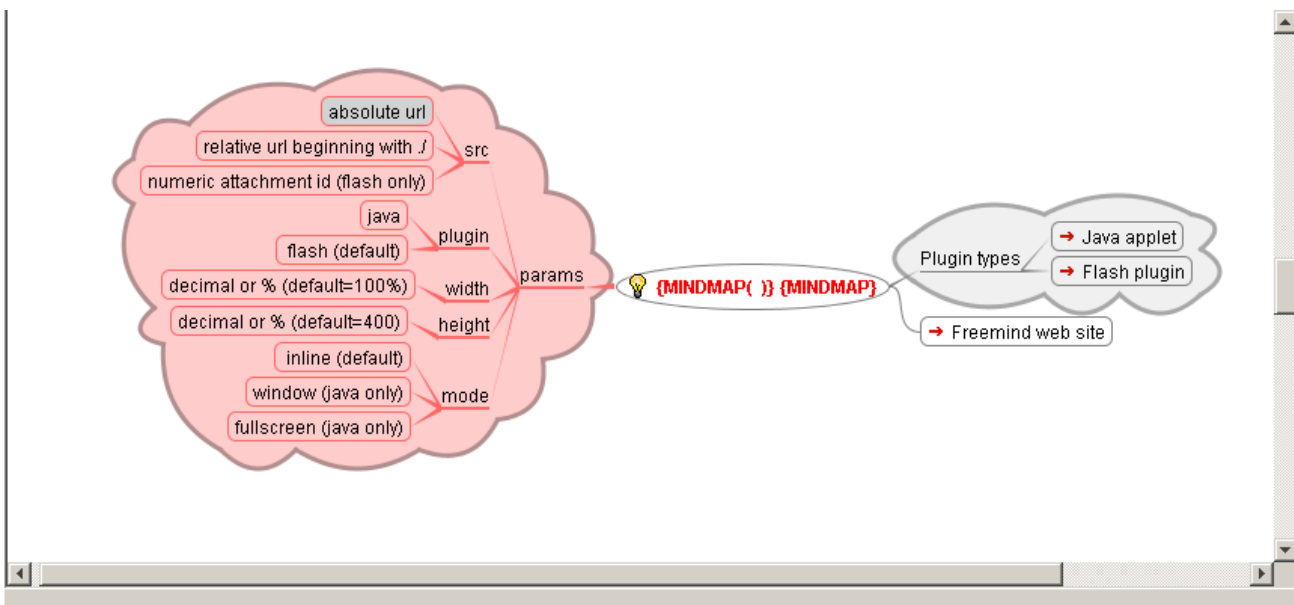 absolute url
relative url beginning with ./
src
numeric attachment id (flash only)
java
plugin
flash (default)
params
decimal or % (default=100%)
width
decimal or % (default=400)
height
inline (default)
window (java only)
mode
fullscreen (java only)
{MINDMAP( )} {MINDMAP}
Plugin types
Java applet
Flash plugin
Freemind web site